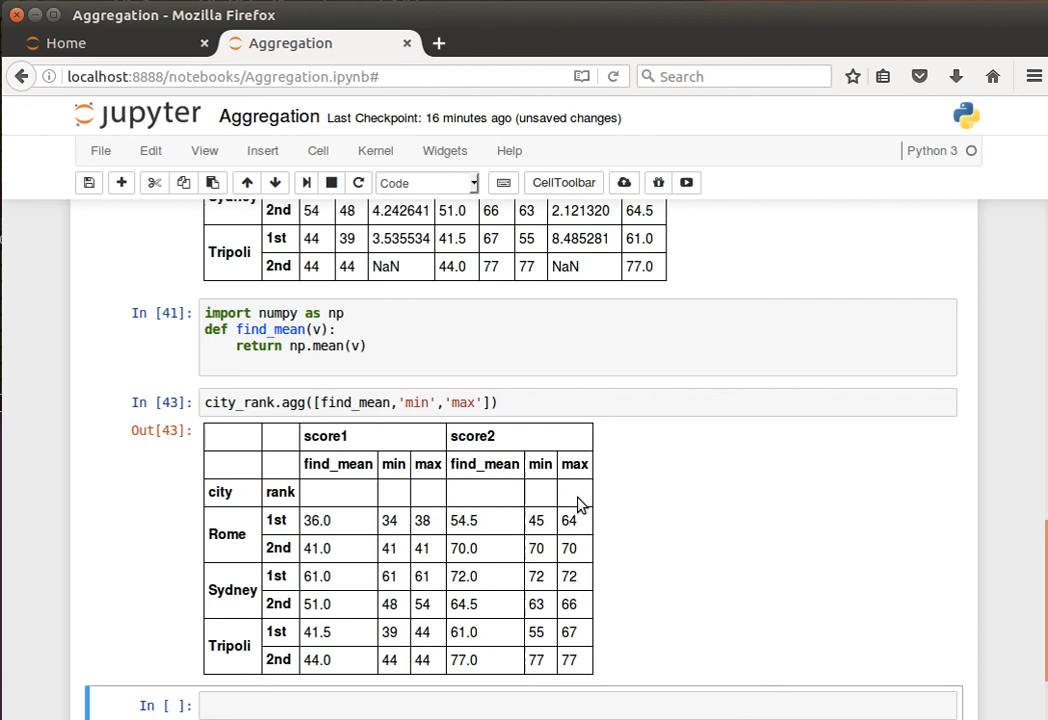 Aggregation - Mozilla Firefox
Home × Aggregation × +
localhost:8888/notebooks/Aggregation.ipynb# Search
jupyter Aggregation Last Checkpoint: 16 minutes ago (unsaved changes)
File Edit View Insert Cell Kernel Widgets Help Python 3
Code CellToolbar
2nd 54 48 4.242641 51.0 66 63 2.121320 64.5
Tripoli 1st 44 39 3.535534 41.5 67 55 8.485281 61.0
2nd 44 44 NaN 44.0 77 77 NaN 77.0
In [41]: import numpy as np
def find_mean(v):
return np.mean(v)
In [43]: city_rank.agg([find_mean,'min','max'])
Out[43]: score1 score2
find_mean min max find_mean min max
city rank
Rome 1st 36.0 34 38 54.5 45 64
2nd 41.0 41 41 70.0 70 70
Sydney 1st 61.0 61 61 72.0 72 72
2nd 51.0 48 54 64.5 63 66
Tripoli 1st 41.5 39 44 61.0 55 67
2nd 44.0 44 44 77.0 77 77
In [ ]: